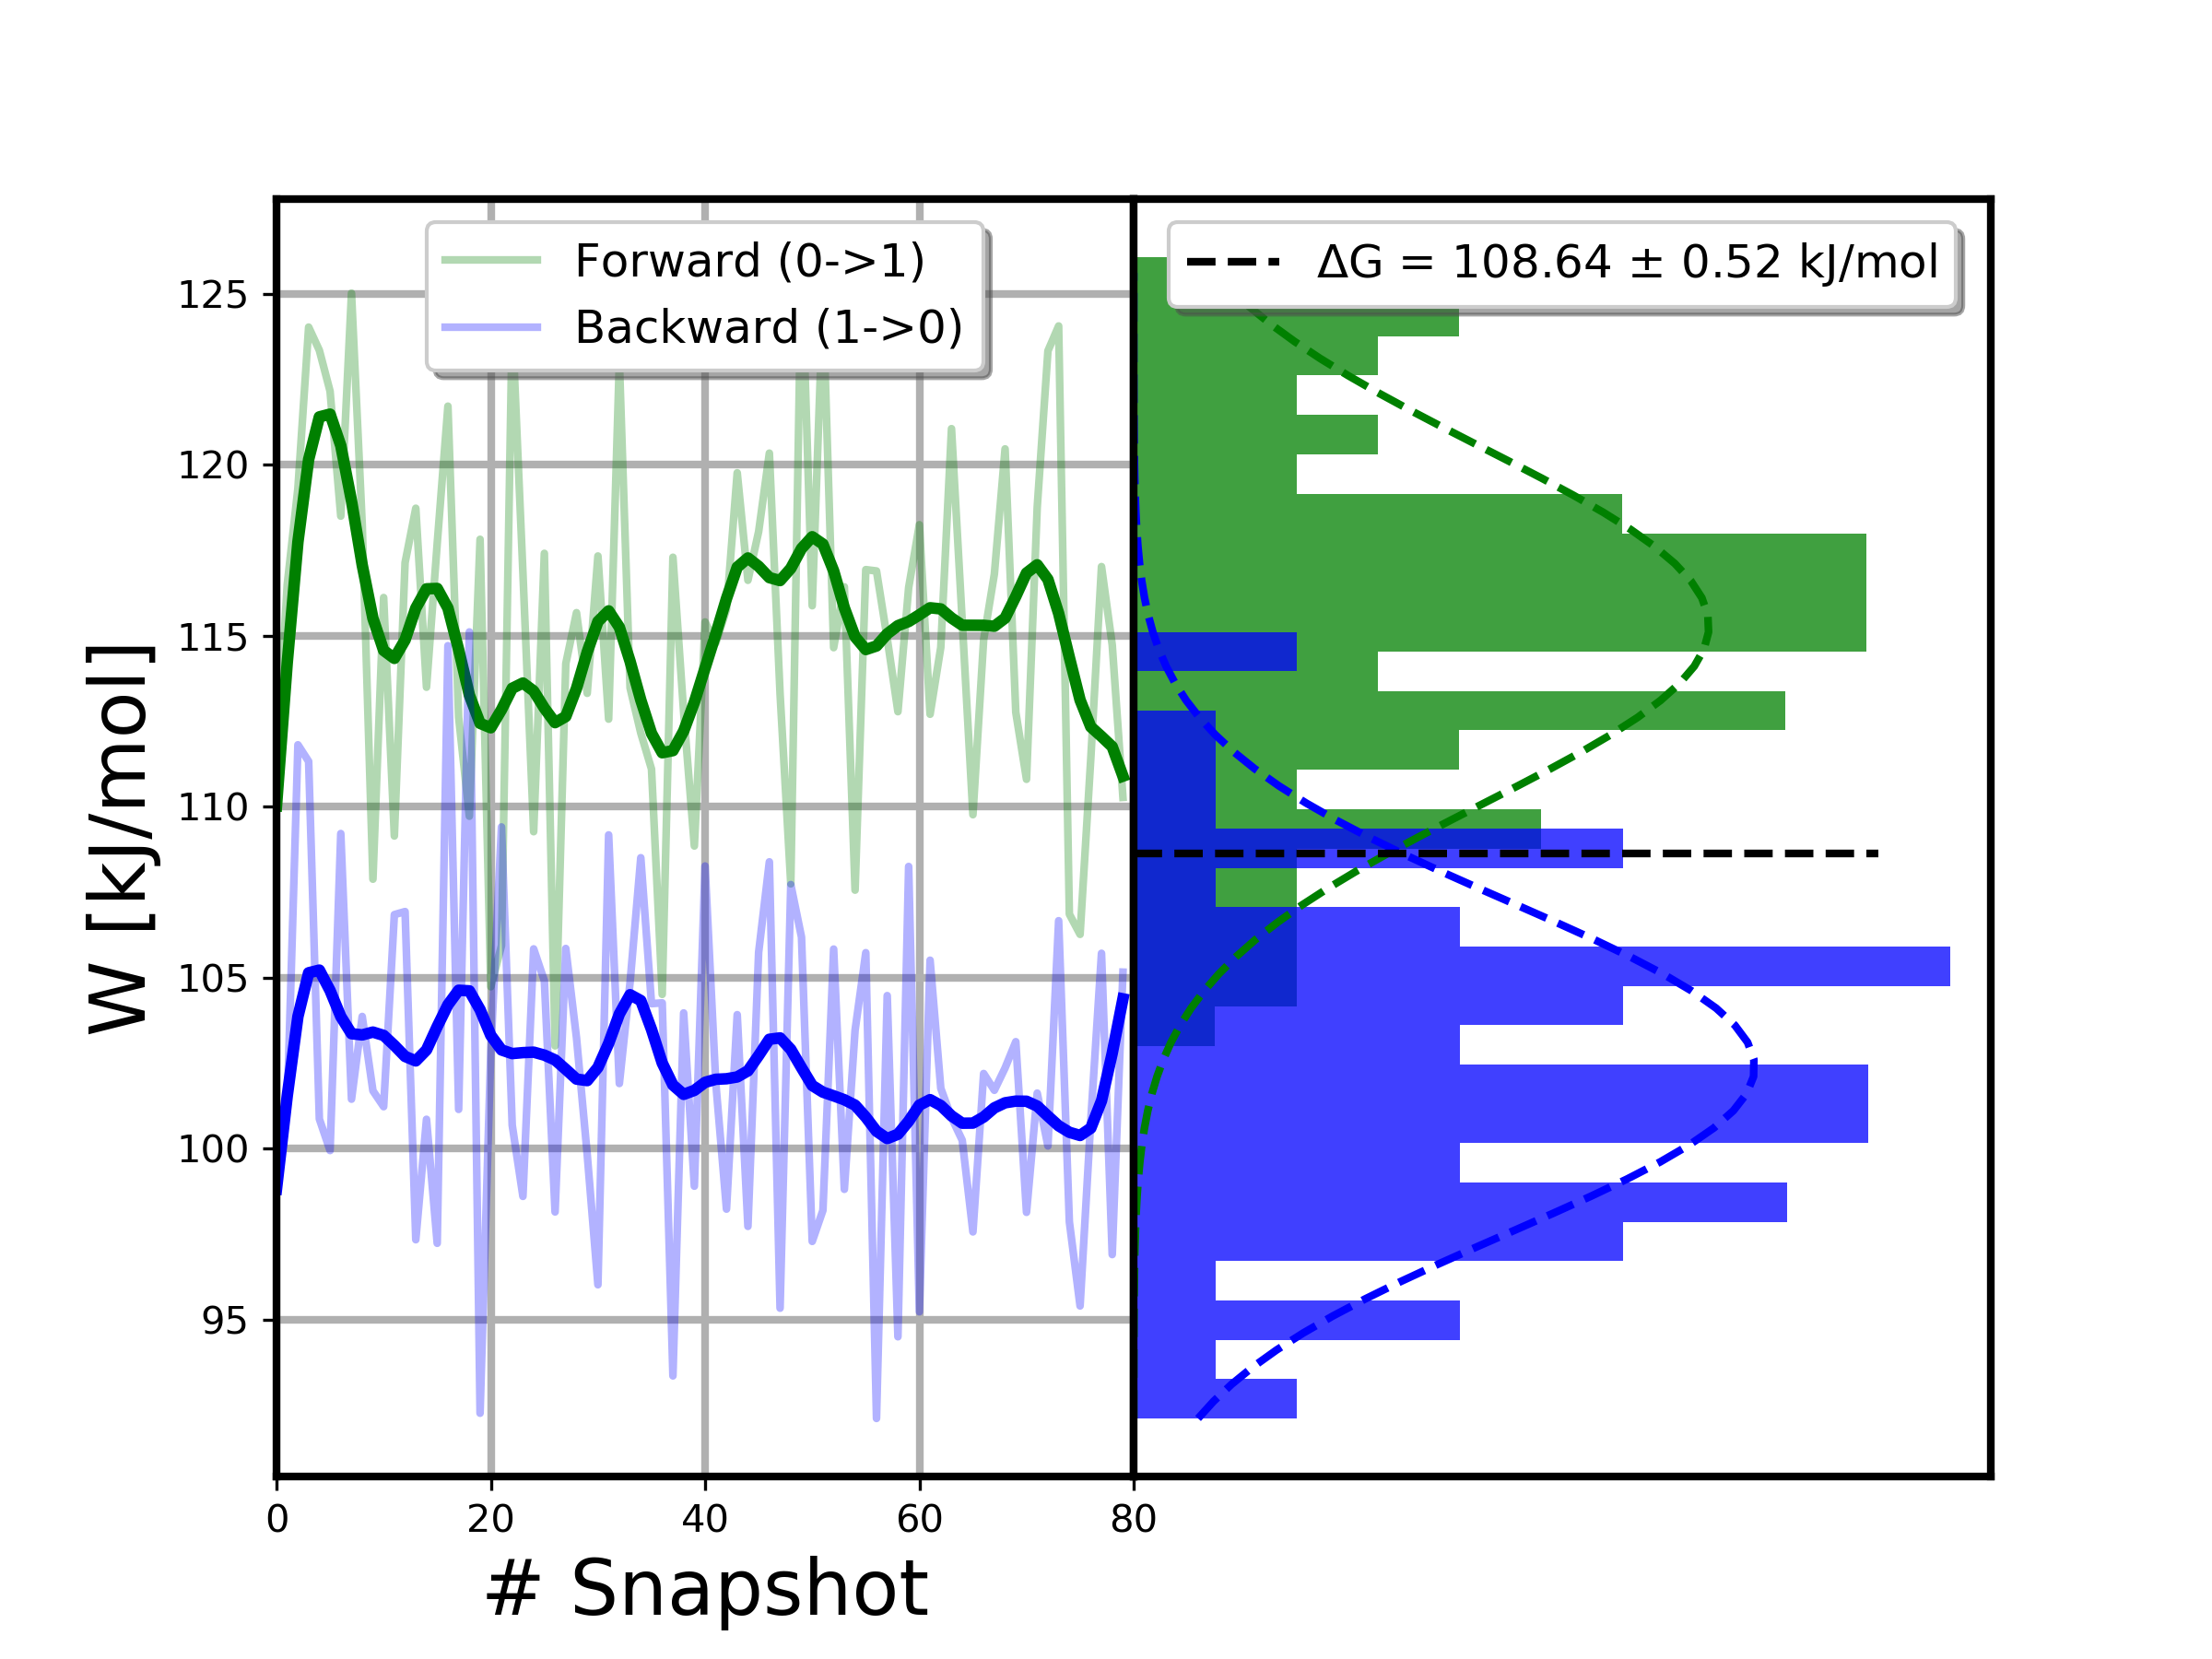 Forward (0->1)
Backward (1->0)
ΔG = 108.64 ± 0.52 kJ/mol
W [kJ/mol]
125
120
115
110
105
100
95
0 20 40 60 80
# Snapshot